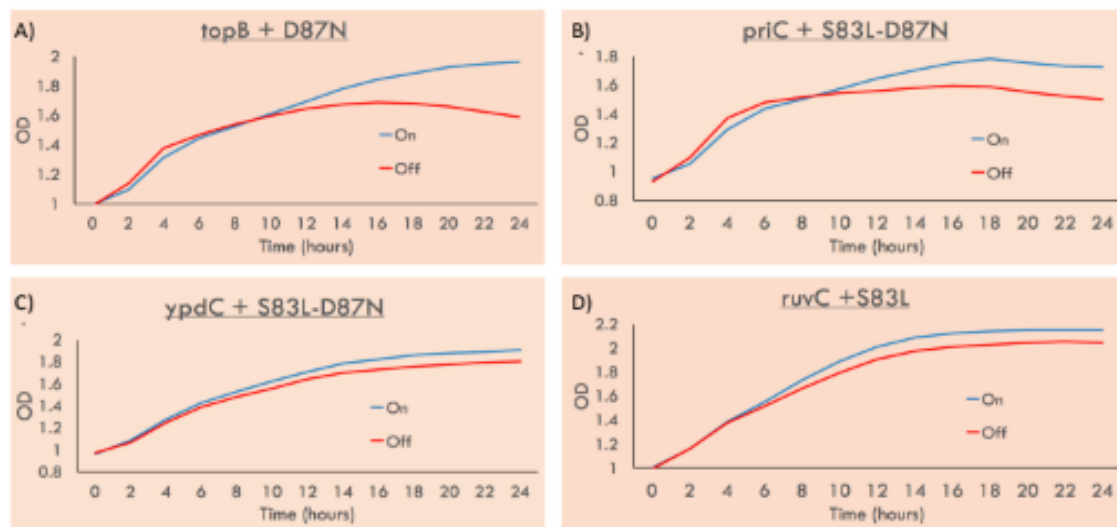 A)
topB + D87N
OD
2
1.8
1.6
1.4
1.2
1
On
Off
0 2 4 6 8 10 12 14 16 18 20 22 24
Time (hours)
B)
priC + S83L-D87N
OD
1.8
1.6
1.4
1.2
1
0.8
On
Off
0 2 4 6 8 10 12 14 16 18 20 22 24
Time (hours)
C)
ypdC + S83L-D87N
OD
2
1.8
1.6
1.4
1.2
1
0.8
On
Off
0 2 4 6 8 10 12 14 16 18 20 22 24
Time (hours)
D)
ruvC +S83L
OD
2.2
2
1.8
1.6
1.4
1.2
1
On
Off
0 2 4 6 8 10 12 14 16 18 20 22 24
Time (hours)